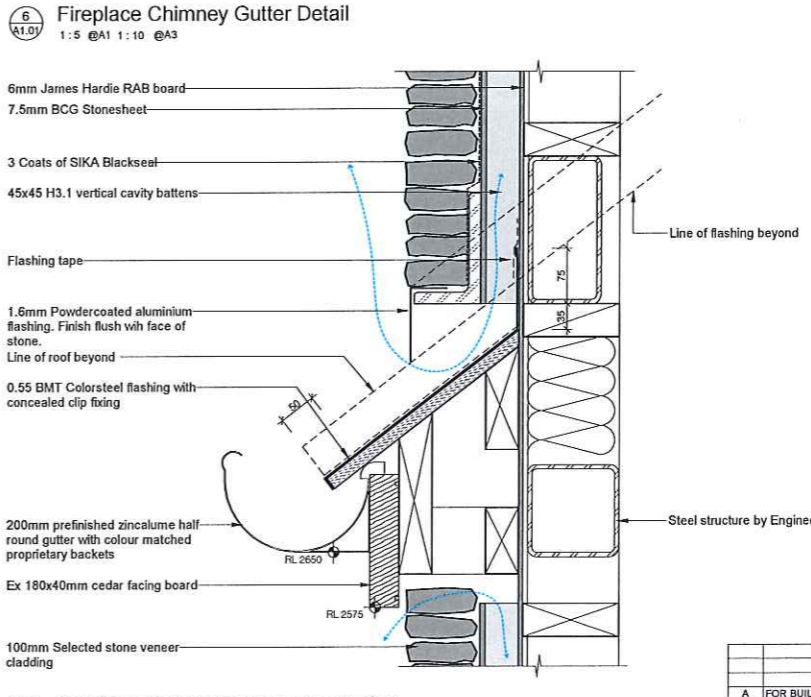 6
A1.01
Fireplace Chimney Gutter Detail
1:5 @A1 1:10 @A3
6mm James Hardie RAB board
7.5mm BCG Stonesheet
3 Coats of SIKA Blackseal
45x45 H3.1 vertical cavity battens
Line of flashing beyond
Flashing tape
75
35
1.6mm Powdercoated aluminium
flashing. Finish flush wih face of
stone.
Line of roof beyond
0.55 BMT Colorsteel flashing with
concealed clip fixing
50
200mm prefinished zincalume half
round gutter with colour matched
proprietary backets
Steel structure by Engine
RL 2650
Ex 180x40mm cedar facing board
RL 2575
100mm Selected stone veneer
cladding
A FOR BUIL